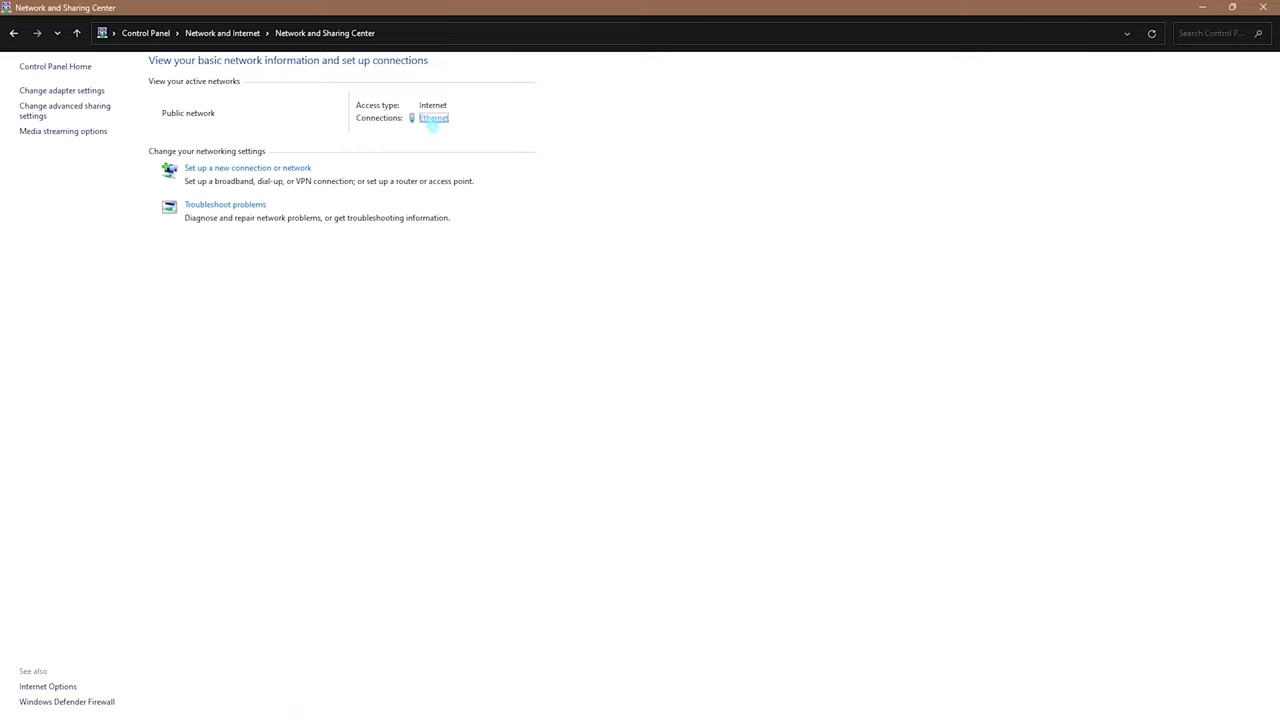 Network and Sharing Center
Control Panel > Network and Internet > Network and Sharing Center
Search Control P...
Control Panel Home
Change adapter settings
Change advanced sharing
settings
Media streaming options
View your basic network information and set up connections
View your active networks
Public network
Access type: Internet
Connections: Ethernet
Change your networking settings
Set up a new connection or network
Set up a broadband, dial-up, or VPN connection; or set up a router or access point.
Troubleshoot problems
Diagnose and repair network problems, or get troubleshooting information.
See also
Internet Options
Windows Defender Firewall